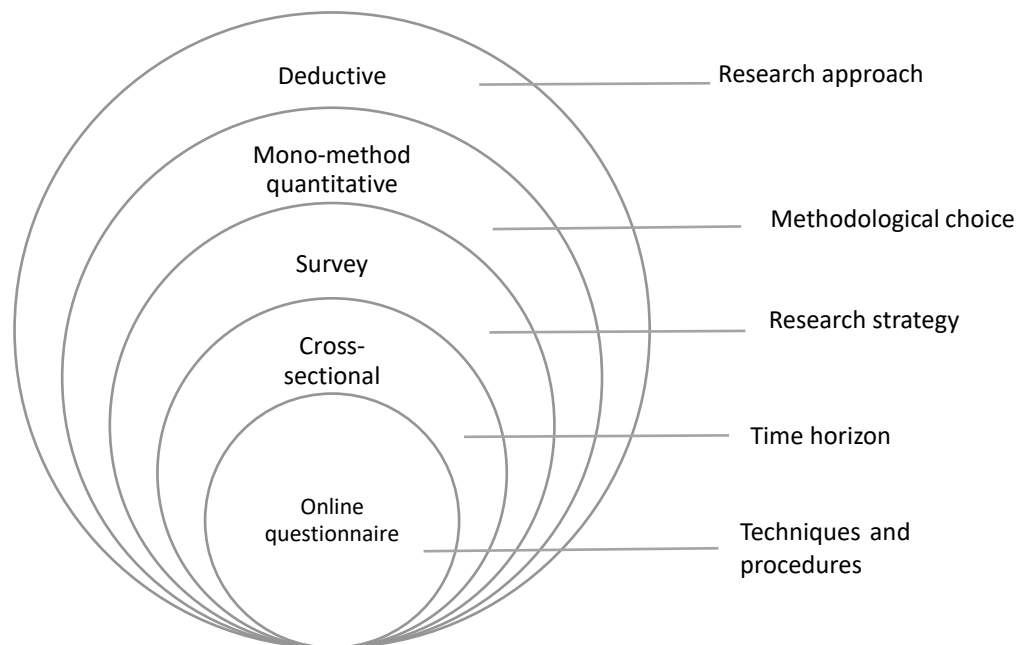 Deductive
Research approach
Mono-method
quantitative
Methodological choice
Survey
Research strategy
Cross-
sectional
Time horizon
Online
questionnaire
Techniques and
procedures